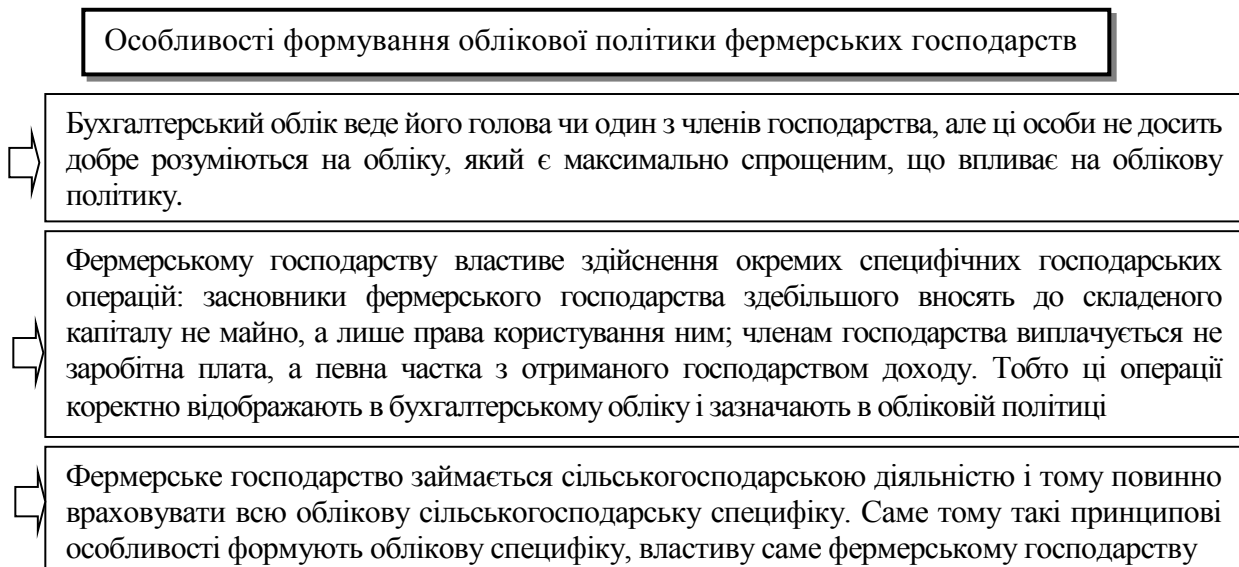 Особливості формування облікової політики фермерських господарств
Бухгалтерський облік веде його голова чи один з членів господарства, але ці особи не досить
добре розуміються на обліку, який є максимально спрощеним, що впливає на облікову
політику.
Фермерському господарству властиве здійснення окремих специфічних господарських
операцій: засновники фермерського господарства здебільшого вносять до складеного
капіталу не майно, а лише права користування ним; членам господарства виплачується не
заробітна плата, а певна частка з отриманого господарством доходу. Тобто ці операції
коректно відображають в бухгалтерському обліку і зазначають в обліковій політиці
Фермерське господарство займається сільськогосподарською діяльністю і тому повинно
враховувати всю облікову сільськогосподарську специфіку. Саме тому такі принципові
особливості формують облікову специфіку, властиву саме фермерському господарству